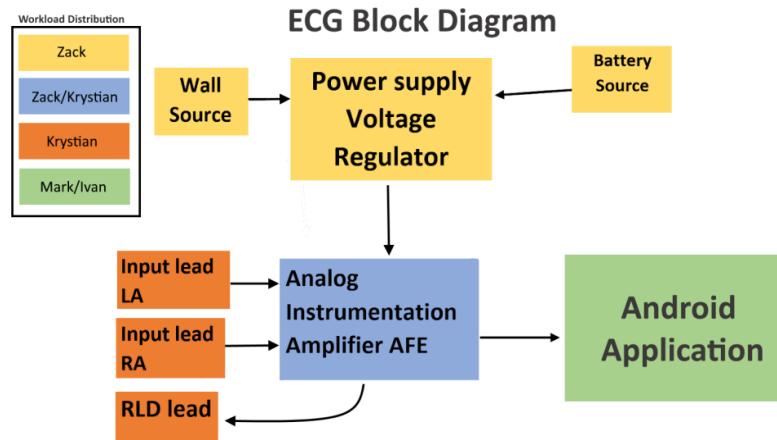 Workload Distribution
Zack
Zack/Krystian
Krystian
Mark/Ivan
ECG Block Diagram
Wall
Source
Power supply
Voltage
Regulator
Battery
Source
Input lead
LA
Input lead
RA
RLD lead
Analog
Instrumentation
Amplifier AFE
Android
Application